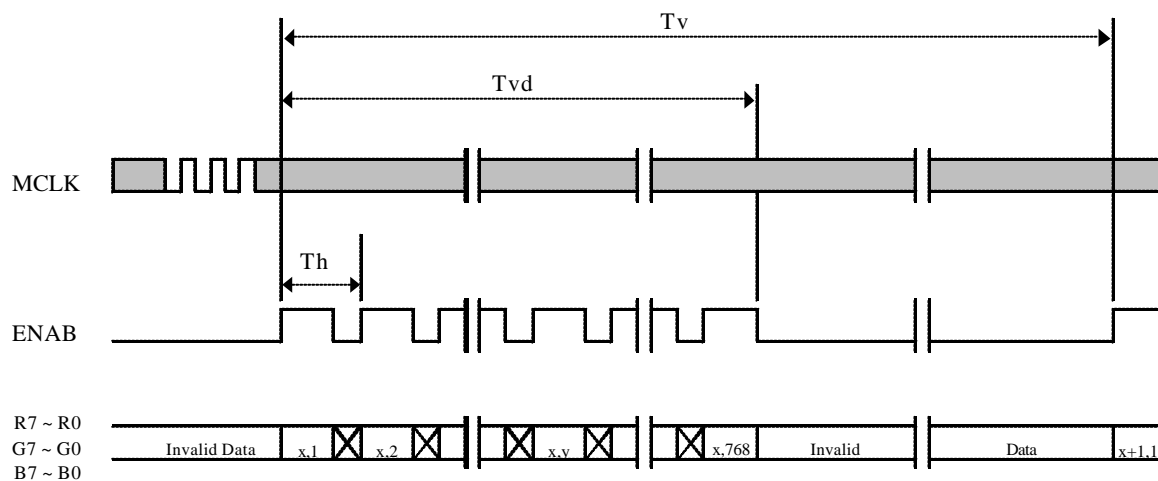 Tv
Tvd
MCLK
Th
ENAB
R7 ~ R0
G7 ~ G0
B7 ~ B0
Invalid Data x,1 x,2 x,y x,768 Invalid Data x+1,1